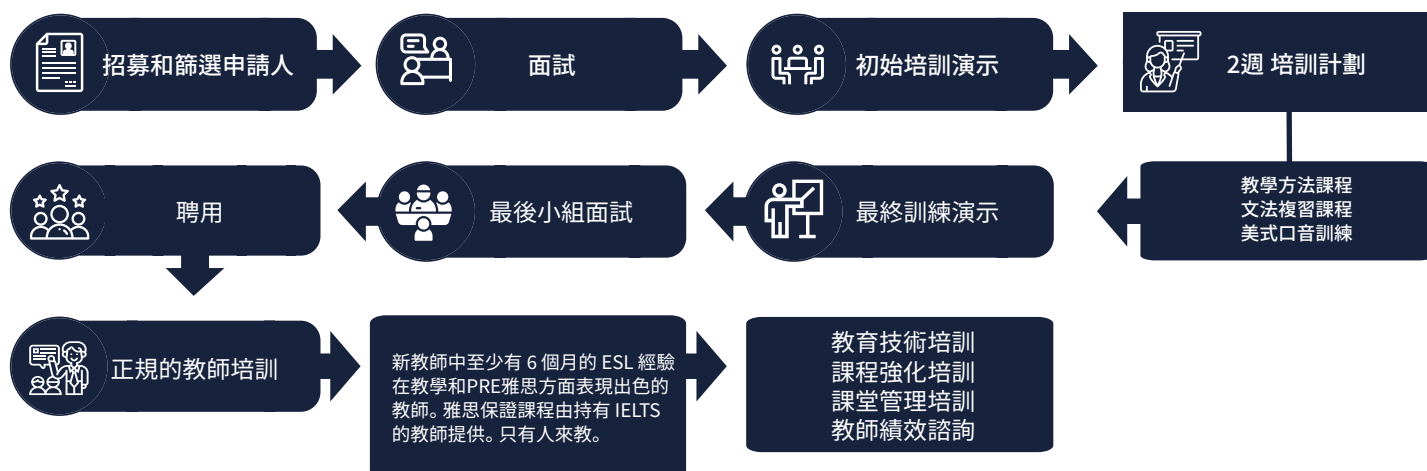 招募和篩選申請人
面試
初始培訓演示
2週 培訓計劃
教學方法課程
文法複習課程
美式口音訓練
最終訓練演示
最後小組面試
聘用
正規的教師培訓
新教師中至少有 6 個月的 ESL 經驗
在教學和PRE雅思方面表現出色的
教師。雅思保證課程由持有 IELTS
的教師提供。只有人來教。
教育技術培訓
課程強化培訓
課堂管理培訓
教師績效諮詢